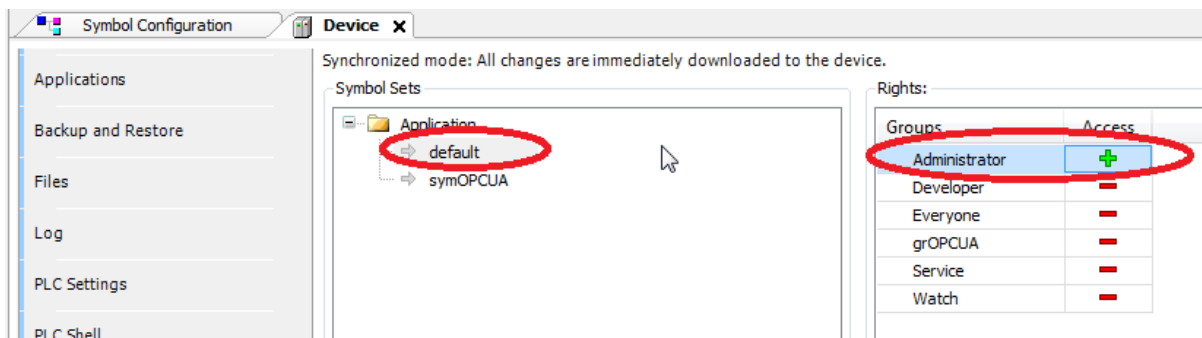 Symbol Configuration
Device
Synchronized mode: All changes are immediately downloaded to the device.
Applications
Backup and Restore
Files
Log
PLC Settings
PLC Shell
Symbol Sets
Application
default
symOPCUA
Rights:
Groups Access
Administrator
Developer
Everyone
grOPCUA
Service
Watch